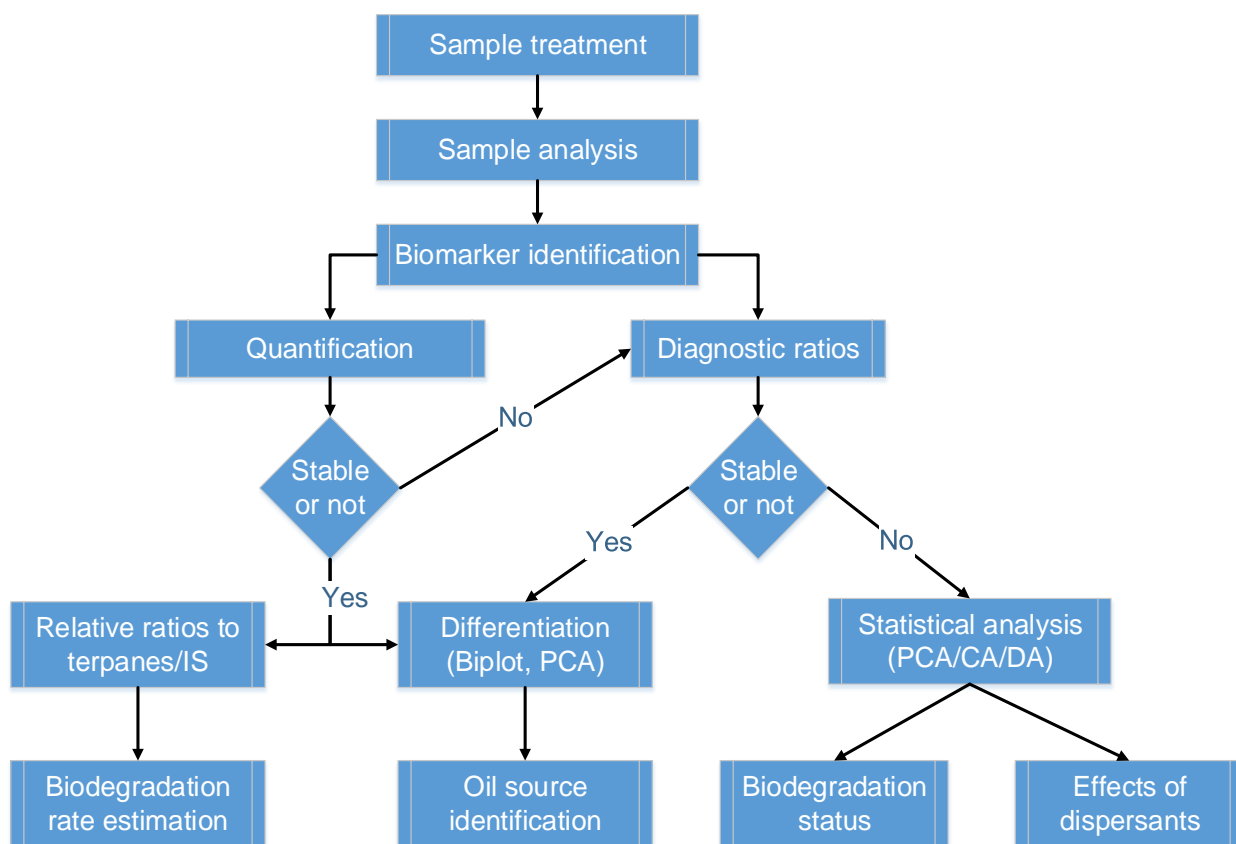 Sample treatment
Sample analysis
Biomarker identification
Quantification
Diagnostic ratios
No
Stable
or not
Stable
or not
Yes
No
Yes
Relative ratios to
terpanes/IS
Differentiation
(Biplot, PCA)
Statistical analysis
(PCA/CA/DA)
Biodegradation
rate estimation
Oil source
identification
Biodegradation
status
Effects of
dispersants